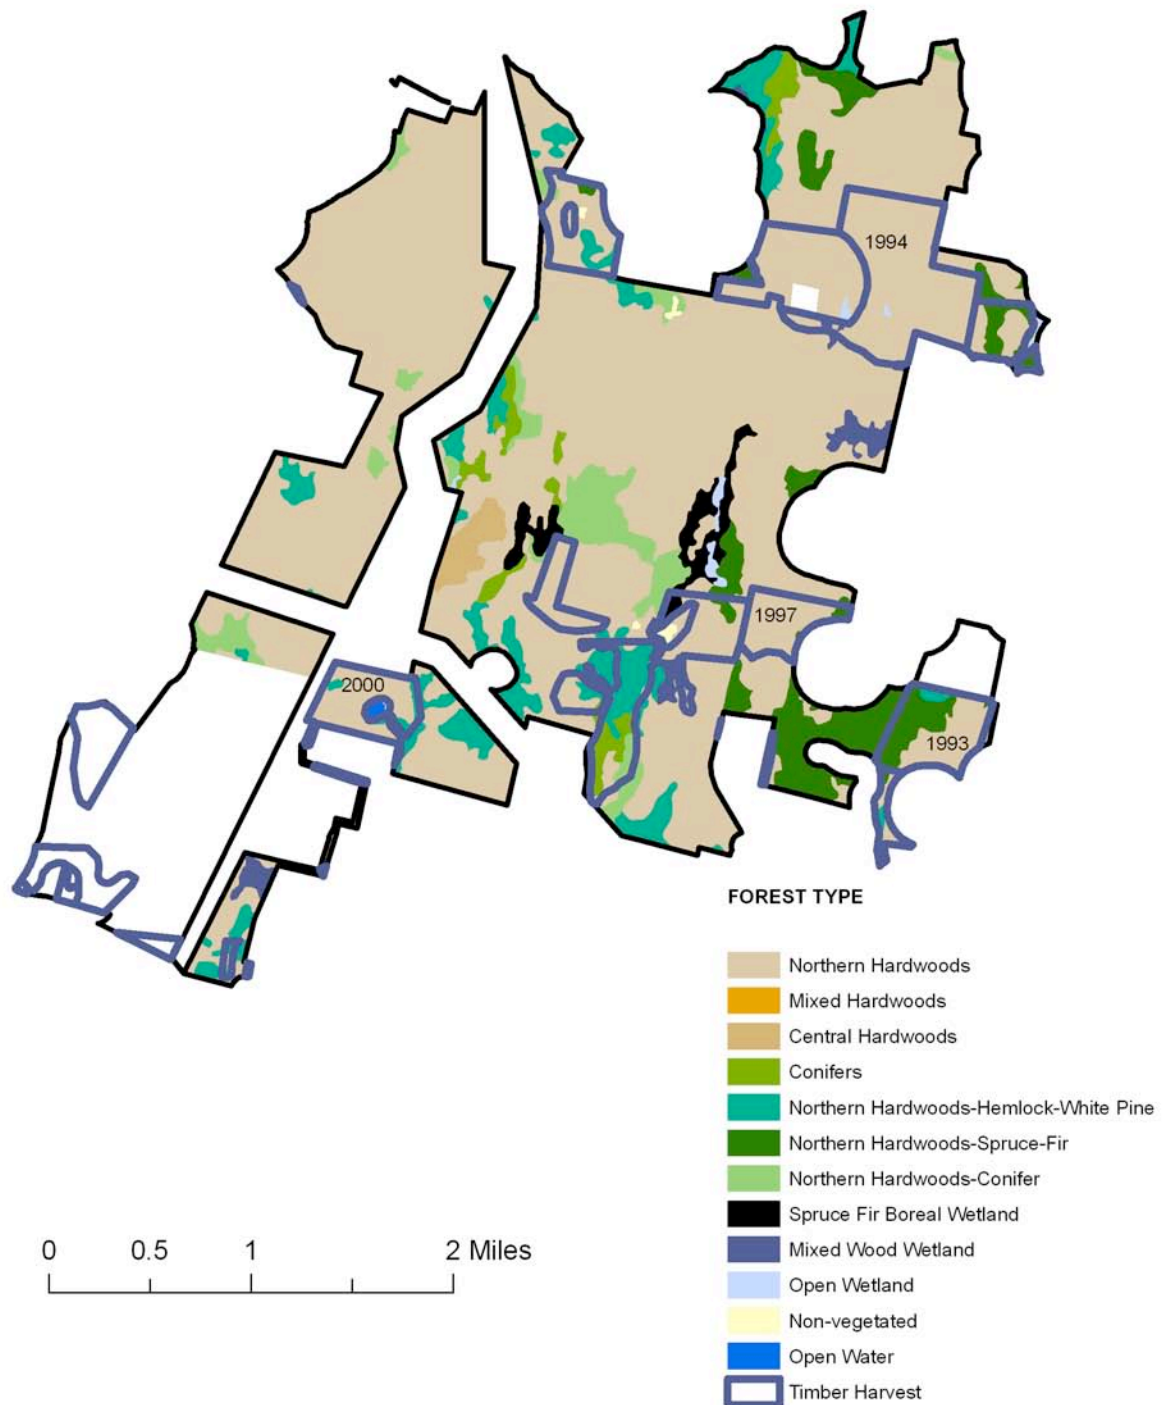 1994
1997
2000
1993
FOREST TYPE
Northern Hardwoods
Mixed Hardwoods
Central Hardwoods
Conifers
Northern Hardwoods-Hemlock-White Pine
Northern Hardwoods-Spruce-Fir
Northern Hardwoods-Conifer
Spruce Fir Boreal Wetland
Mixed Wood Wetland
Open Wetland
Non-vegetated
Open Water
Timber Harvest
0 0.5 1 2 Miles